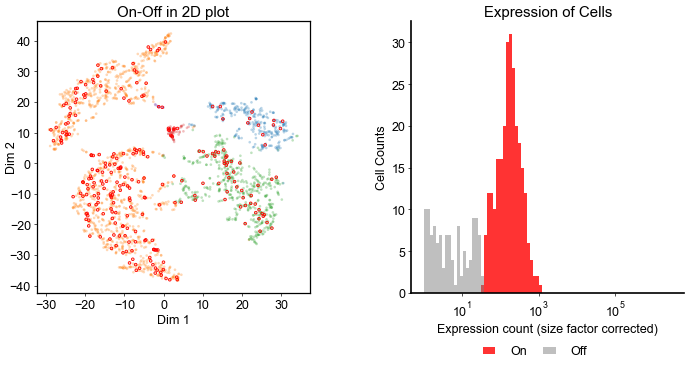 On-Off in 2D plot
40
30
20
10
0
−10
−20
−30
−40
Dim 2
−30 −20 −10 0 10 20 30
Dim 1
Expression of Cells
30
25
20
15
10
5
0
Cell Counts
10^1 10^3 10^5
Expression count (size factor corrected)
On Off